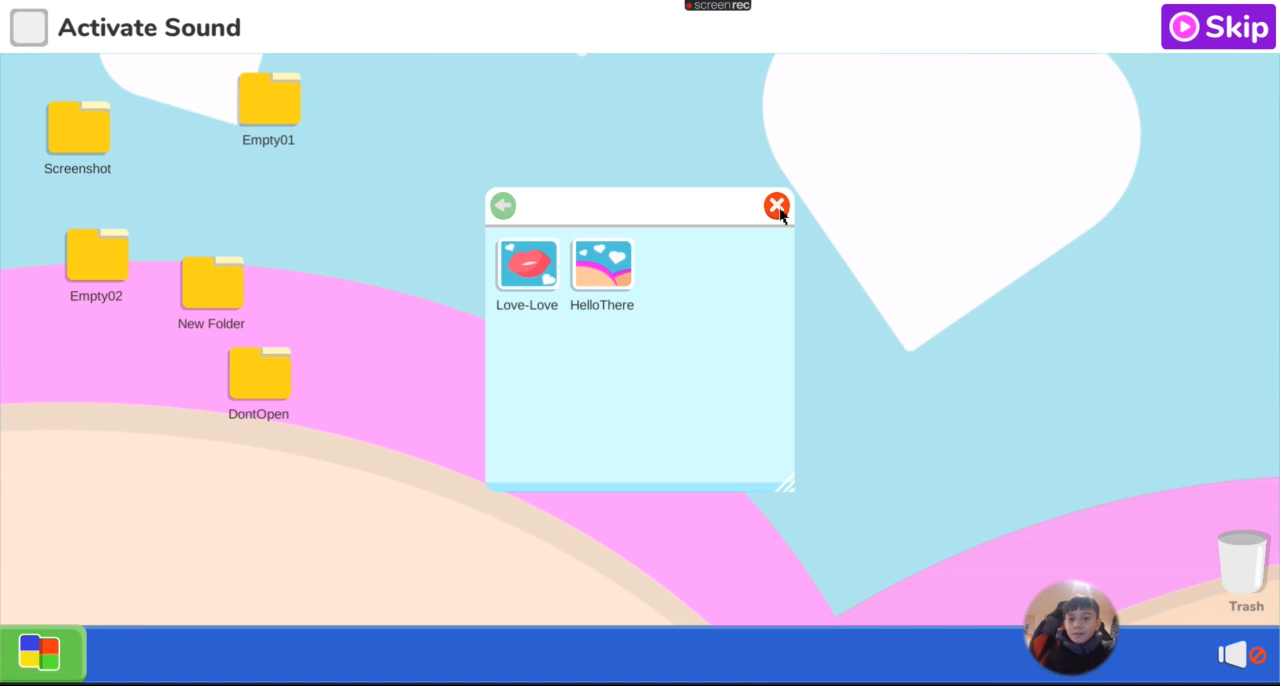 screenrec
Activate Sound
Skip
Empty01
Screenshot
Empty02
New Folder
DontOpen
Love-Love
HelloThere
Trash